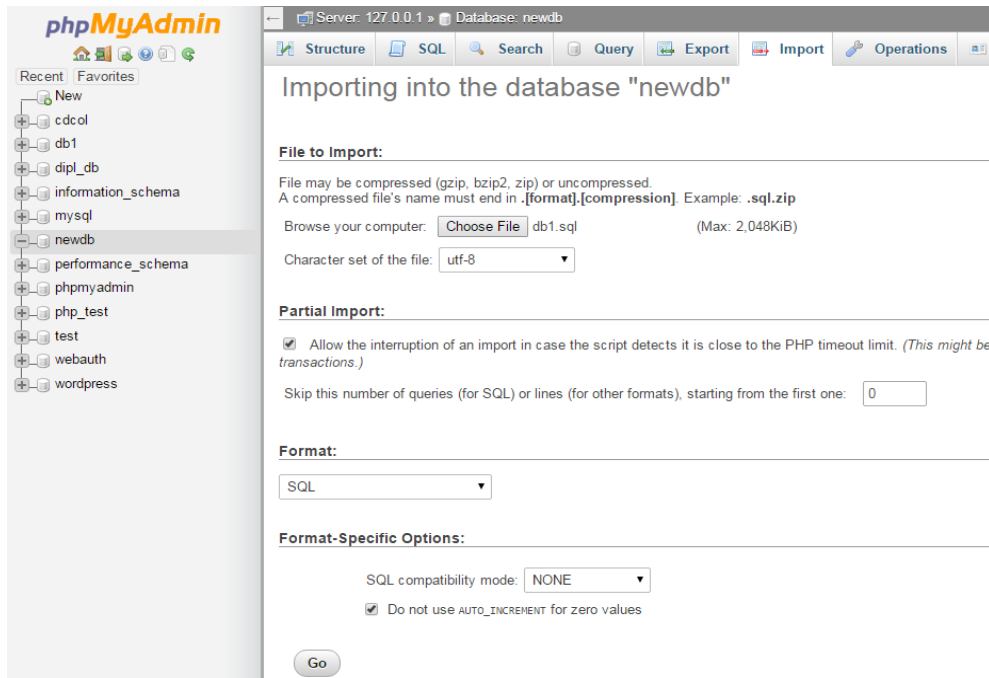 phpMyAdmin
Recent Favorites
New
cdcol
db1
dipl_db
information_schema
mysql
newdb
performance_schema
phpmyadmin
php_test
test
webauth
wordpress
Server: 127.0.0.1 » Database: newdb
Structure SQL Search Query Export Import Operations
Importing into the database "newdb"
File to Import:
File may be compressed (gzip, bzip2, zip) or uncompressed.
A compressed file's name must end in .[format].[compression]. Example: .sql.zip
Browse your computer: Choose File db1.sql (Max: 2,048KiB)
Character set of the file: utf-8
Partial Import:
Allow the interruption of an import in case the script detects it is close to the PHP timeout limit. (This might be
transactions.)
Skip this number of queries (for SQL) or lines (for other formats), starting from the first one: 0
Format:
SQL
Format-Specific Options:
SQL compatibility mode: NONE
Do not use AUTO_INCREMENT for zero values
Go